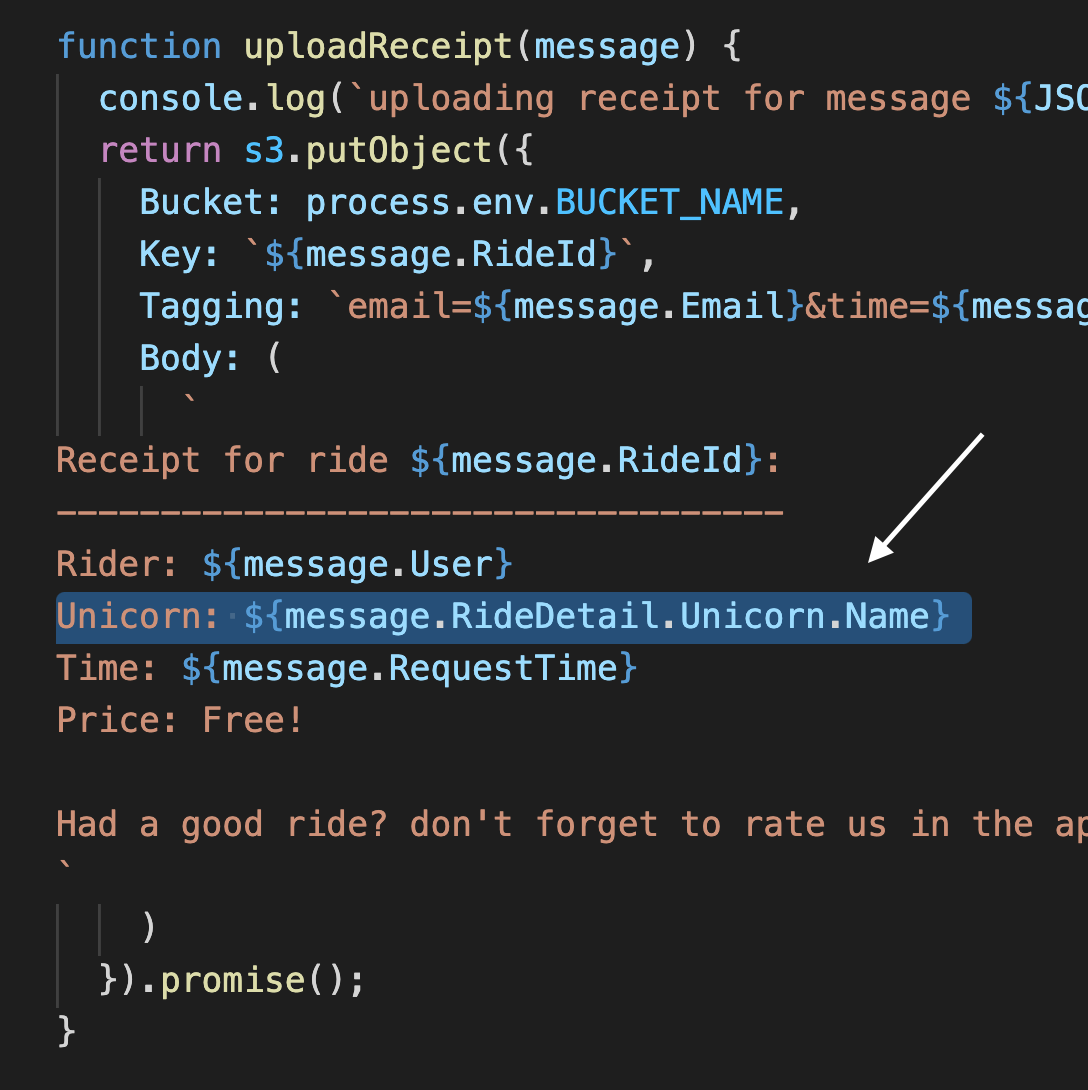 function uploadReceipt(message) {
console.log(`uploading receipt for message ${JSO
return s3.putObject({
Bucket: process.env.BUCKET_NAME,
Key: `${message.RideId}`,
Tagging: `email=${message.Email}&time=${messag
Body: (
`
Receipt for ride ${message.RideId}:
-----------------------------------
Rider: ${message.User}
Unicorn: ${message.RideDetail.Unicorn.Name}
Time: ${message.RequestTime}
Price: Free!
Had a good ride? don't forget to rate us in the ap
`
)
}).promise();
}